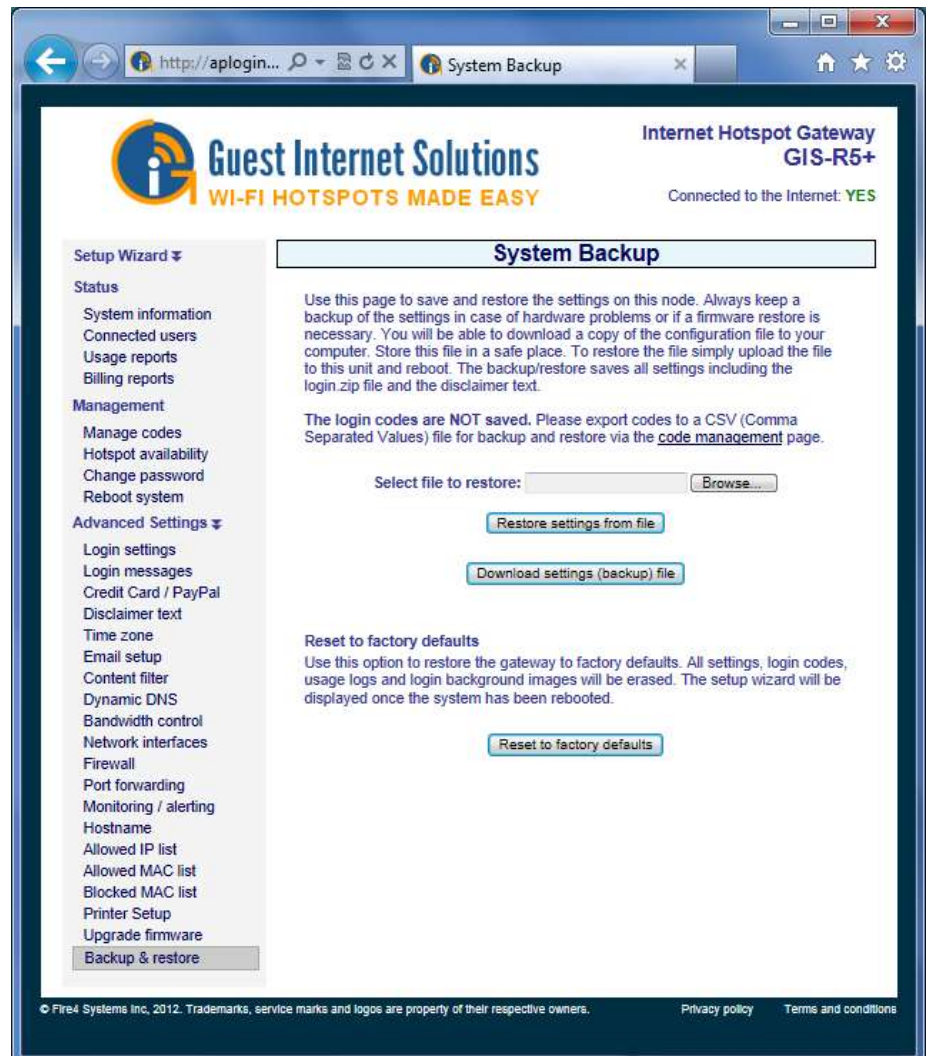 http://aplogin...
System Backup
Guest Internet Solutions
WI-FI HOTSPOTS MADE EASY
Internet Hotspot Gateway
GIS-R5+
Connected to the Internet: YES
Setup Wizard
Status
System information
Connected users
Usage reports
Billing reports
Management
Manage codes
Hotspot availability
Change password
Reboot system
Advanced Settings
Login settings
Login messages
Credit Card / PayPal
Disclaimer text
Time zone
Email setup
Content filter
Dynamic DNS
Bandwidth control
Network interfaces
Firewall
Port forwarding
Monitoring / alerting
Hostname
Allowed IP list
Allowed MAC list
Blocked MAC list
Printer Setup
Upgrade firmware
Backup & restore
System Backup
Use this page to save and restore the settings on this node. Always keep a
backup of the settings in case of hardware problems or if a firmware restore is
necessary. You will be able to download a copy of the configuration file to your
computer. Store this file in a safe place. To restore the file simply upload the file
to this unit and reboot. The backup/restore saves all settings including the
login.zip file and the disclaimer text.
The login codes are NOT saved. Please export codes to a CSV (Comma
Separated Values) file for backup and restore via the code management page.
Select file to restore:
Browse...
Restore settings from file
Download settings (backup) file
Reset to factory defaults
Use this option to restore the gateway to factory defaults. All settings, login codes,
usage logs and login background images will be erased. The setup wizard will be
displayed once the system has been rebooted.
Reset to factory defaults
© Fire4 Systems Inc, 2012. Trademarks, service marks and logos are property of their respective owners.
Privacy policy
Terms and conditions